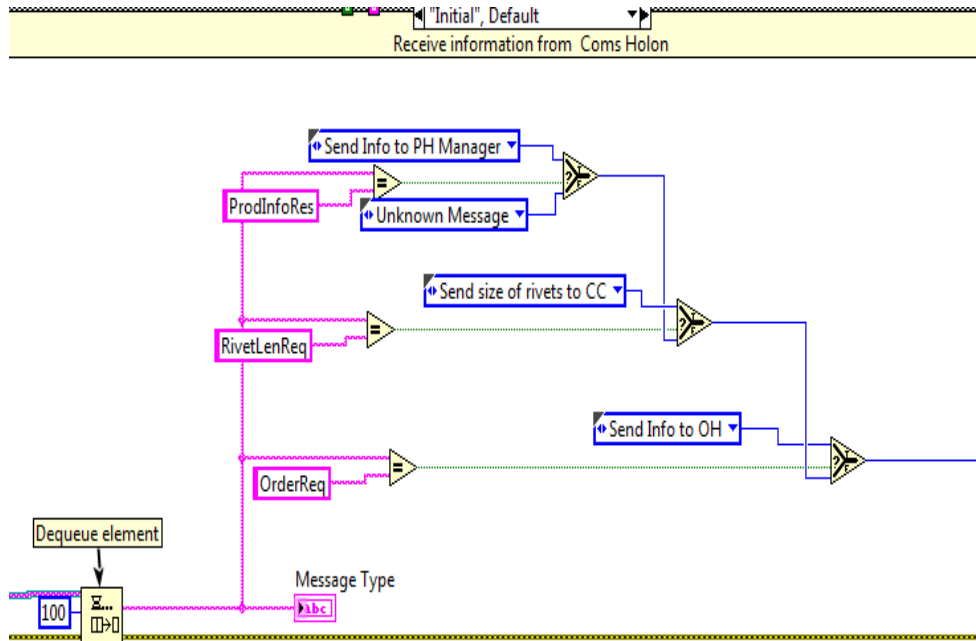 "Initial", Default
Receive information from Coms Holon
Send Info to PH Manager
=
ProdInfoRes
Unknown Message
?
T
F
Send size of rivets to CC
=
RivetLenReq
?
T
F
Send Info to OH
=
OrderReq
?
T
F
Dequeue element
Message Type
abc
100